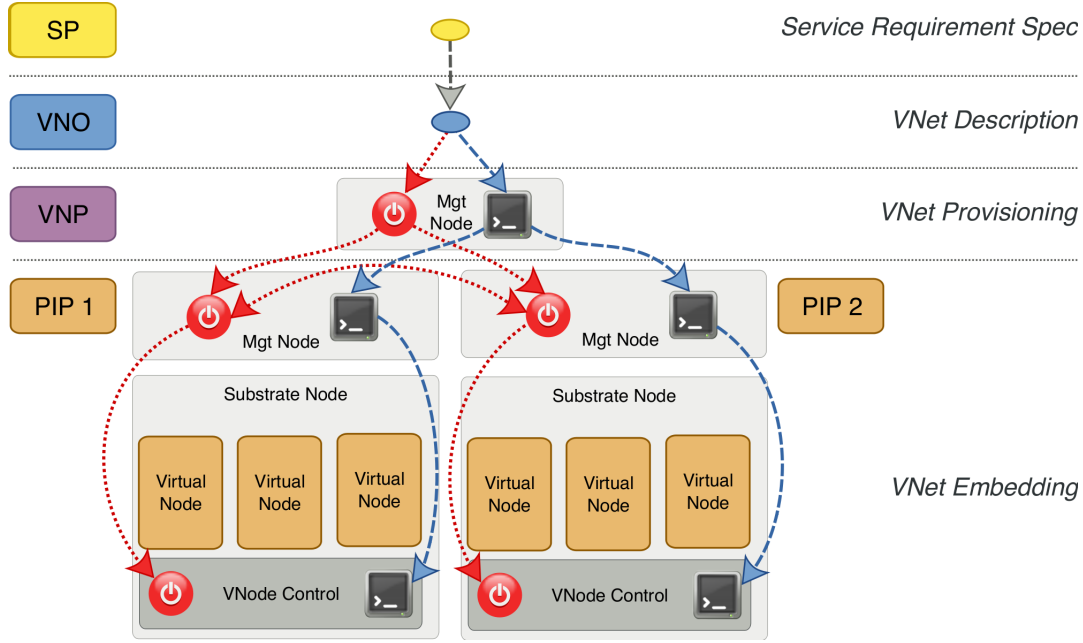 SP
Service Requirement Spec
VNO
VNet Description
VNP
Mgt
Node
VNet Provisioning
PIP 1
PIP 2
Mgt Node
Mgt Node
Substrate Node
Substrate Node
Virtual
Node
Virtual
Node
Virtual
Node
Virtual
Node
Virtual
Node
Virtual
Node
VNet Embedding
VNode Control
VNode Control